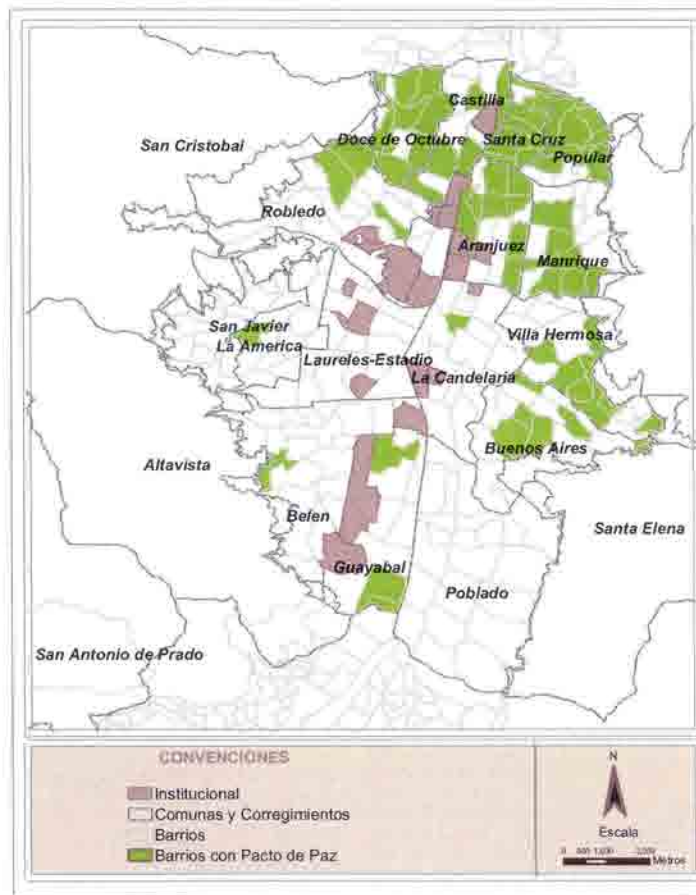 Castilla
San Cristobal
Doce de Octubre
Santa Cruz
Popular
Robledo
Aranjuez
Manrique
San Javier
La America
Villa Hermosa
Laureles-Estadio
La Candelaria
Buenos Aires
Altavista
Belen
Santa Elena
Guayabal
Poblado
San Antonio de Prado
CONVENCIONES
Institucional
Comunas y Corregimientos
Barrios
Barrios con Pacto de Paz
N
Escala
0
Metros